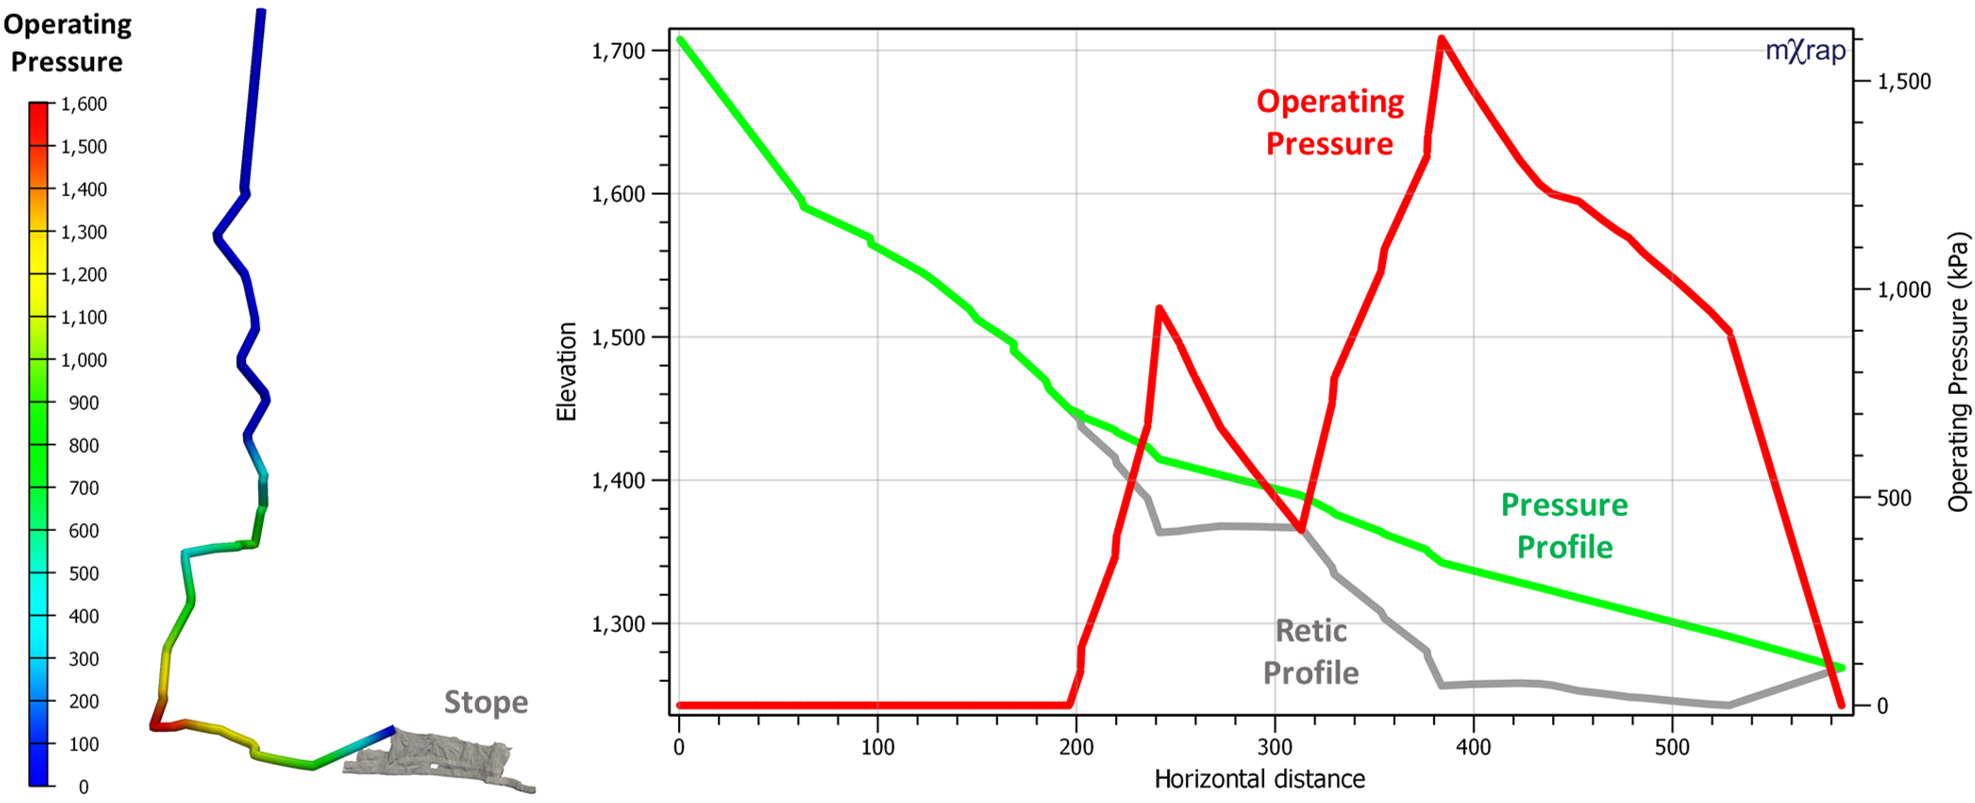 Operating
Pressure
1,600
1,500
1,400
1,300
1,200
1,100
1,000
900
800
700
600
500
400
300
200
100
0
Stope
Elevation
1,700
1,600
1,500
1,400
1,300
mχrap
Operating
Pressure
Pressure
Profile
Retic
Profile
1,500
1,000
500
0
Operating Pressure (kPa)
0 100 200 300 400 500
Horizontal distance